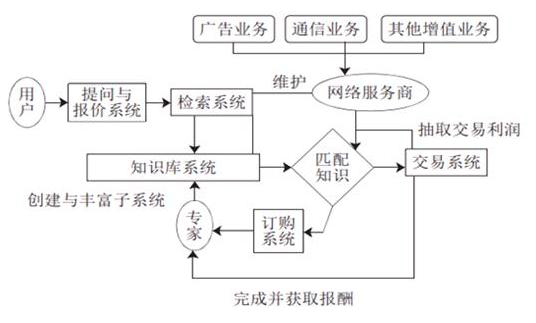 广告业务
通信业务
其他增值业务
用户
提问与
报价系统
检索系统
维护
网络服务商
抽取交易利润
知识库系统
匹配
知识
交易系统
创建与丰富子系统
专家
订购
系统
完成并获取报酬